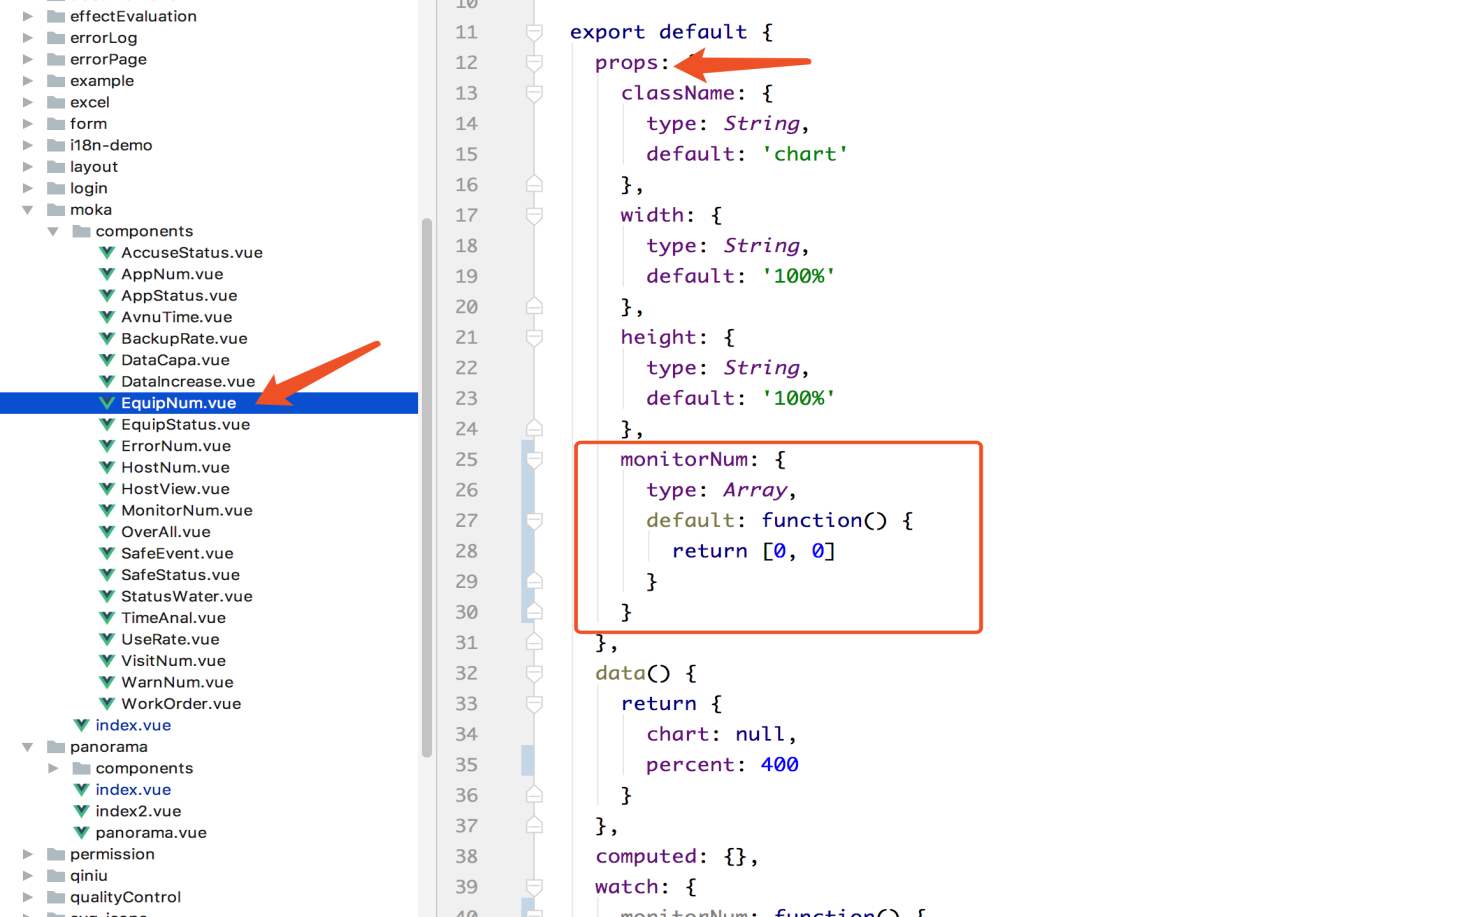 effectEvaluation
errorLog
errorPage
example
excel
form
i18n-demo
layout
login
moka
components
AccuseStatus.vue
AppNum.vue
AppStatus.vue
AvnuTime.vue
BackupRate.vue
DataCapa.vue
DataIncrease.vue
EquipNum.vue
EquipStatus.vue
ErrorNum.vue
HostNum.vue
HostView.vue
MonitorNum.vue
OverAll.vue
SafeEvent.vue
SafeStatus.vue
StatusWater.vue
TimeAnal.vue
UseRate.vue
VisitNum.vue
WarnNum.vue
WorkOrder.vue
index.vue
panorama
components
index.vue
index2.vue
panorama.vue
permission
qiniu
qualityControl
10
11 export default {
12 props:
13 className: {
14 type: String,
15 default: 'chart'
16 },
17 width: {
18 type: String,
19 default: '100%'
20 },
21 height: {
22 type: String,
23 default: '100%'
24 },
25 monitorNum: {
26 type: Array,
27 default: function() {
28 return [0, 0]
29 }
30 }
31 },
32 data() {
33 return {
34 chart: null,
35 percent: 400
36 }
37 },
38 computed: {},
39 watch: {
40 monitorNum: function() {